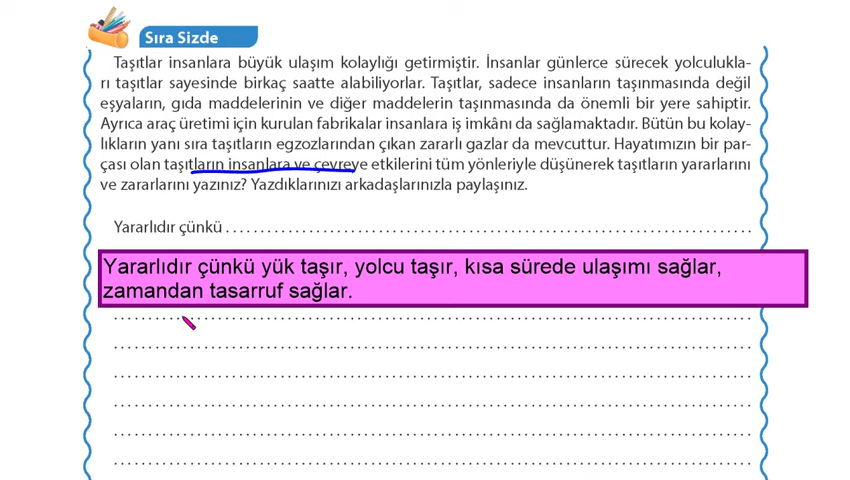 Sıra Sizde
Taşıtlar insanlara büyük ulaşım kolaylığı getirmiştir. İnsanlar günlerce sürecek yolculukla-
rı taşıtlar sayesinde birkaç saatte alabiliyorlar. Taşıtlar, sadece insanların taşınmasında değil
eşyaların, gıda maddelerinin ve diğer maddelerin taşınmasında da önemli bir yere sahiptir.
Ayrıca araç üretimi için kurulan fabrikalar insanlara iş imkânı da sağlamaktadır. Bütün bu kolay-
lıkların yanı sıra taşıtların egzozlarından çıkan zararlı gazlar da mevcuttur. Hayatımızın bir par-
çası olan taşıtların insanlara ve çevreye etkilerini tüm yönleriyle düşünerek taşıtların yararlarını
ve zararlarını yazınız? Yazdıklarınızı arkadaşlarınızla paylaşınız.
Yararlıdır çünkü
Yararlıdır çünkü yük taşır, yolcu taşır, kısa sürede ulaşımı sağlar,
zamandan tasarruf sağlar.